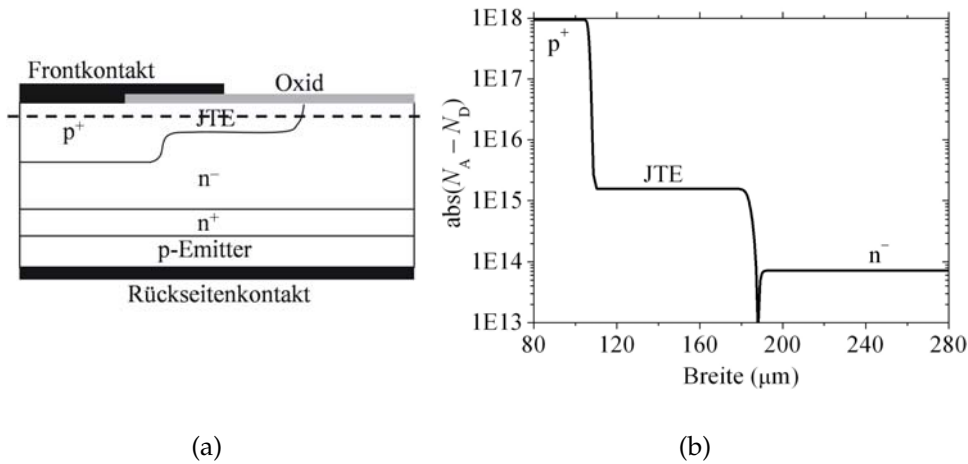 Frontkontakt
Oxid
p⁺
JTE
n⁻
n⁺
p-Emitter
Rückseitenkontakt
(a)
abs(N_A − N_D)
1E18
1E17
1E16
1E15
1E14
1E13
p⁺
JTE
n⁻
80 120 160 200 240 280
Breite (µm)
(b)